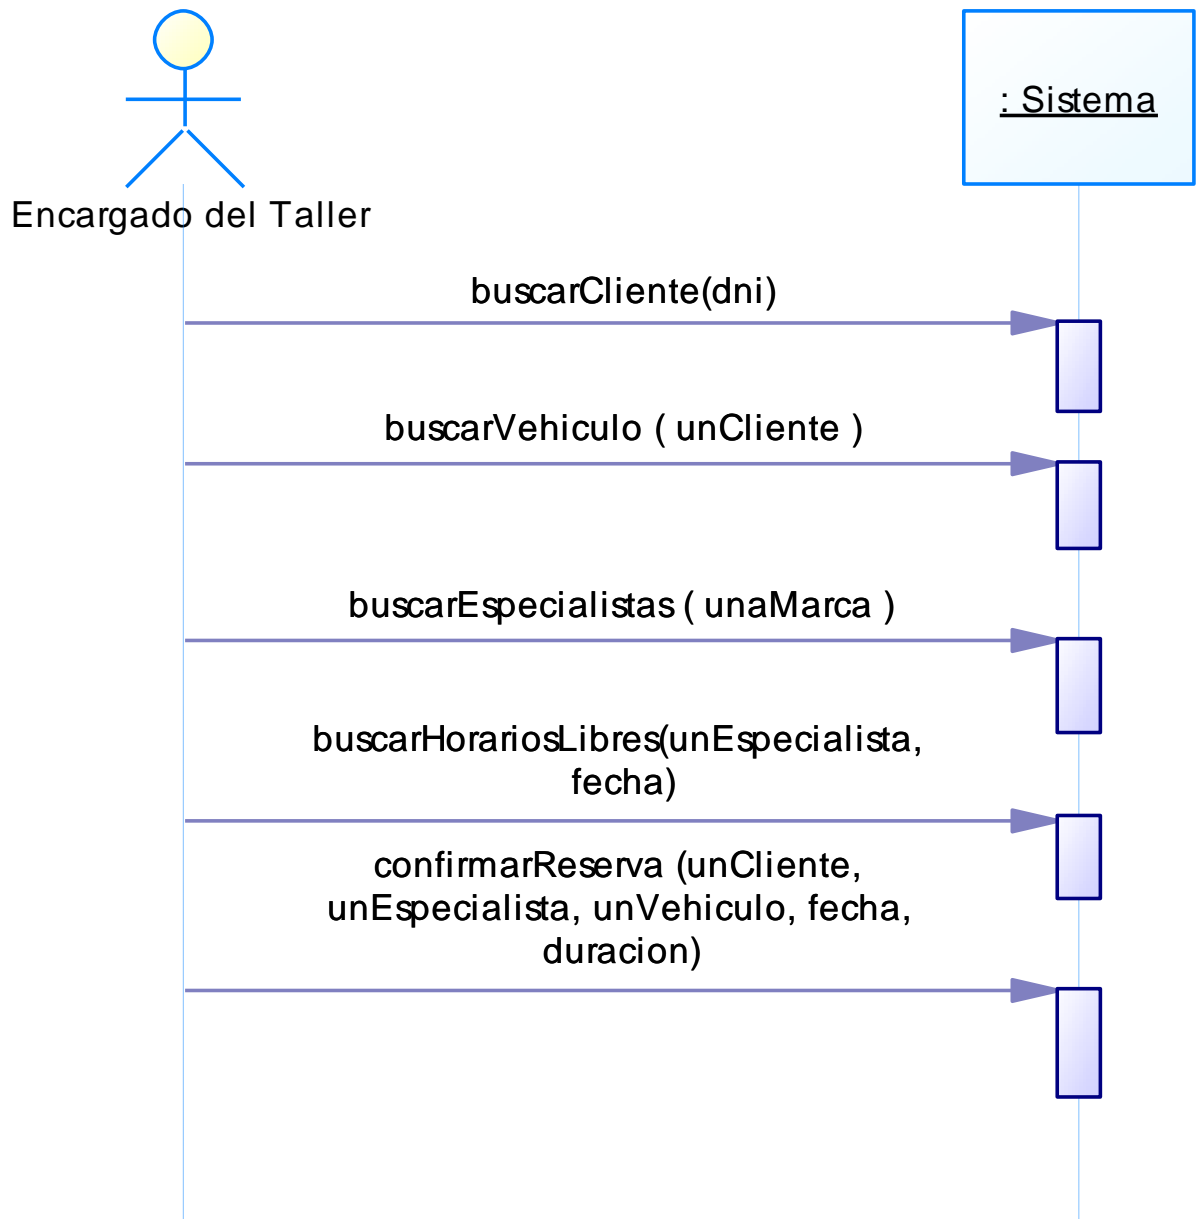 : Sistema
Encargado del Taller
buscarCliente(dni)
buscarVehiculo ( unCliente )
buscarEspecialistas ( unaMarca )
buscarHorariosLibres(unEspecialista,
fecha)
confirmarReserva (unCliente,
unEspecialista, unVehiculo, fecha,
duracion)